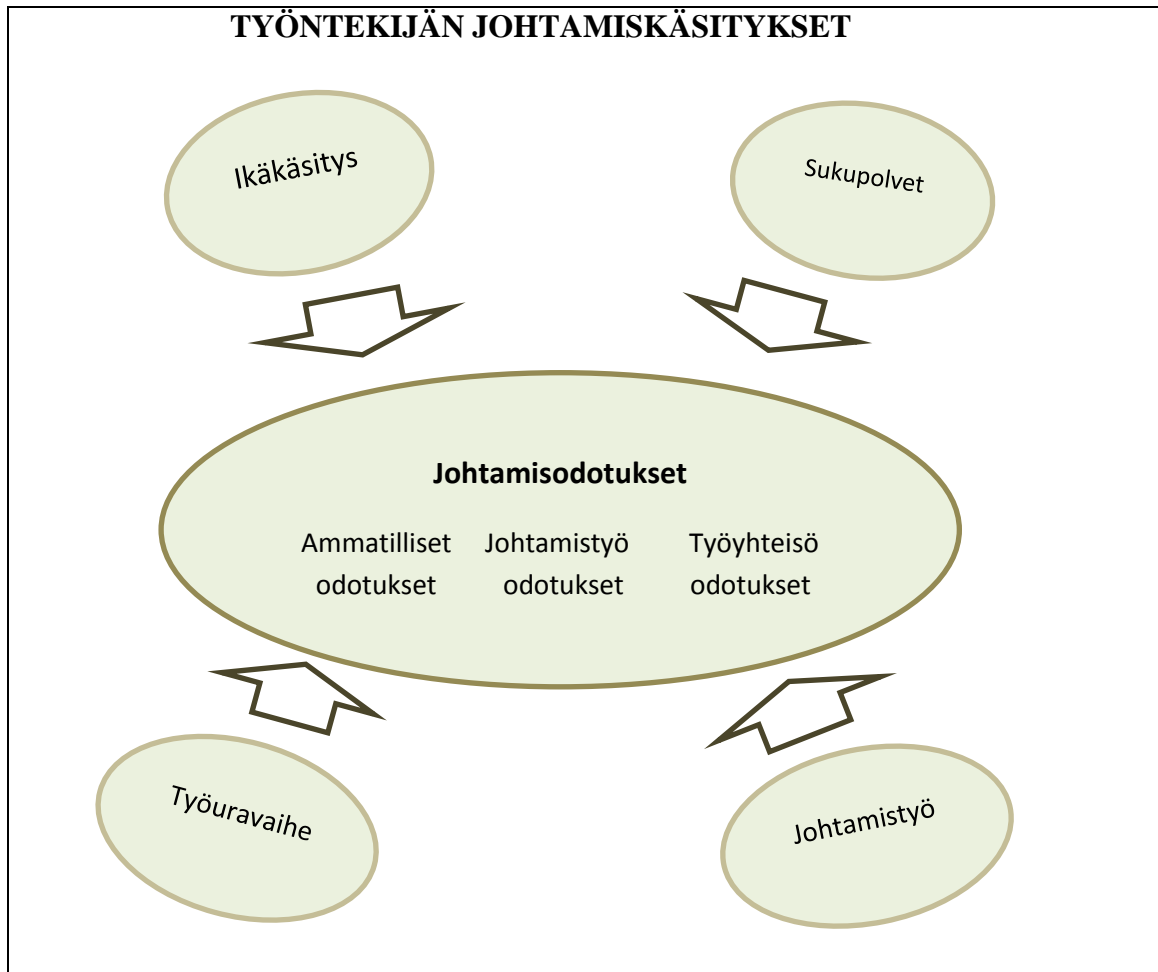 TYÖNTEKIJÄN JOHTAMISKÄSITYKSET
Ikäkäsitys
Sukupolvet
Johtamisodotukset
Ammatilliset Johtamistyö Työyhteisö
odotukset odotukset odotukset
Työuravaihe
Johtamistyö